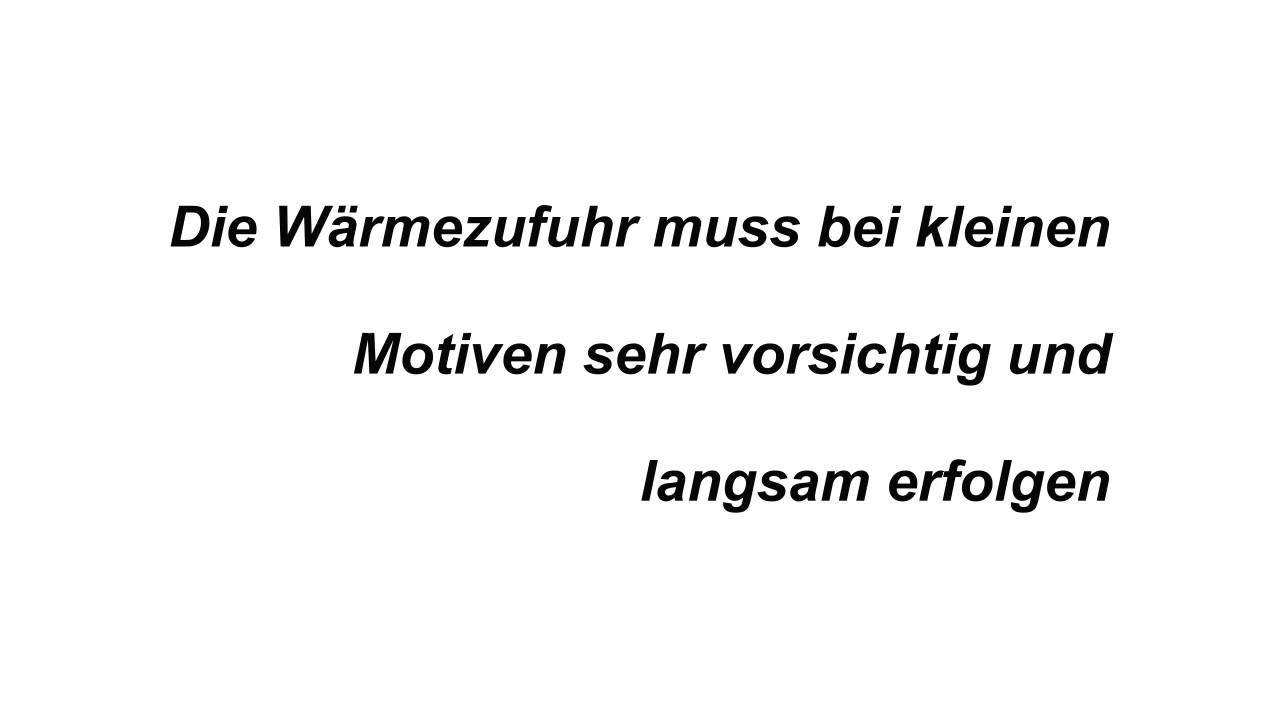 Die Wärmezufuhr muss bei kleinen
Motiven sehr vorsichtig und
langsam erfolgen